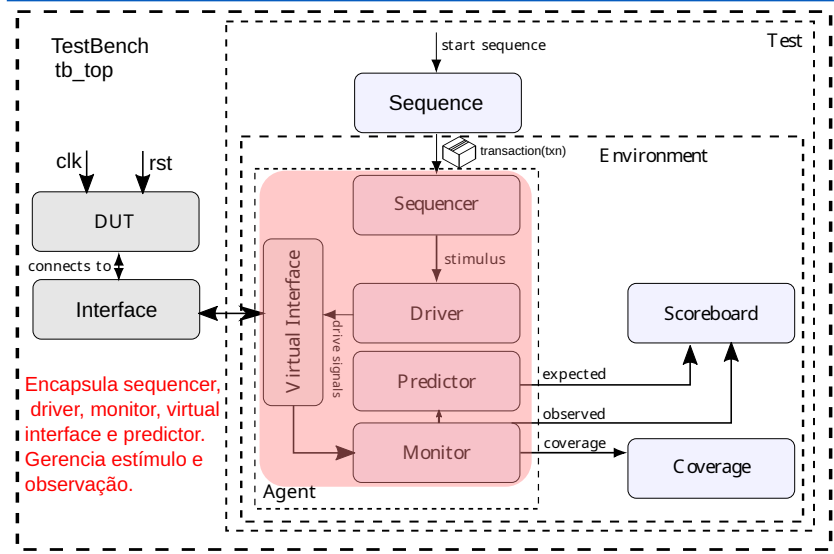 TestBench
tb_top
Test
start sequence
Sequence
transaction(txn)
Environment
clk
rst
DUT
connects to
Interface
Sequencer
stimulus
Virtual Interface
Driver
drive signals
Scoreboard
Predictor
expected
observed
Monitor
coverage
Coverage
Agent
Encapsula sequencer,
driver, monitor, virtual
interface e predictor.
Gerencia estímulo e
observação.